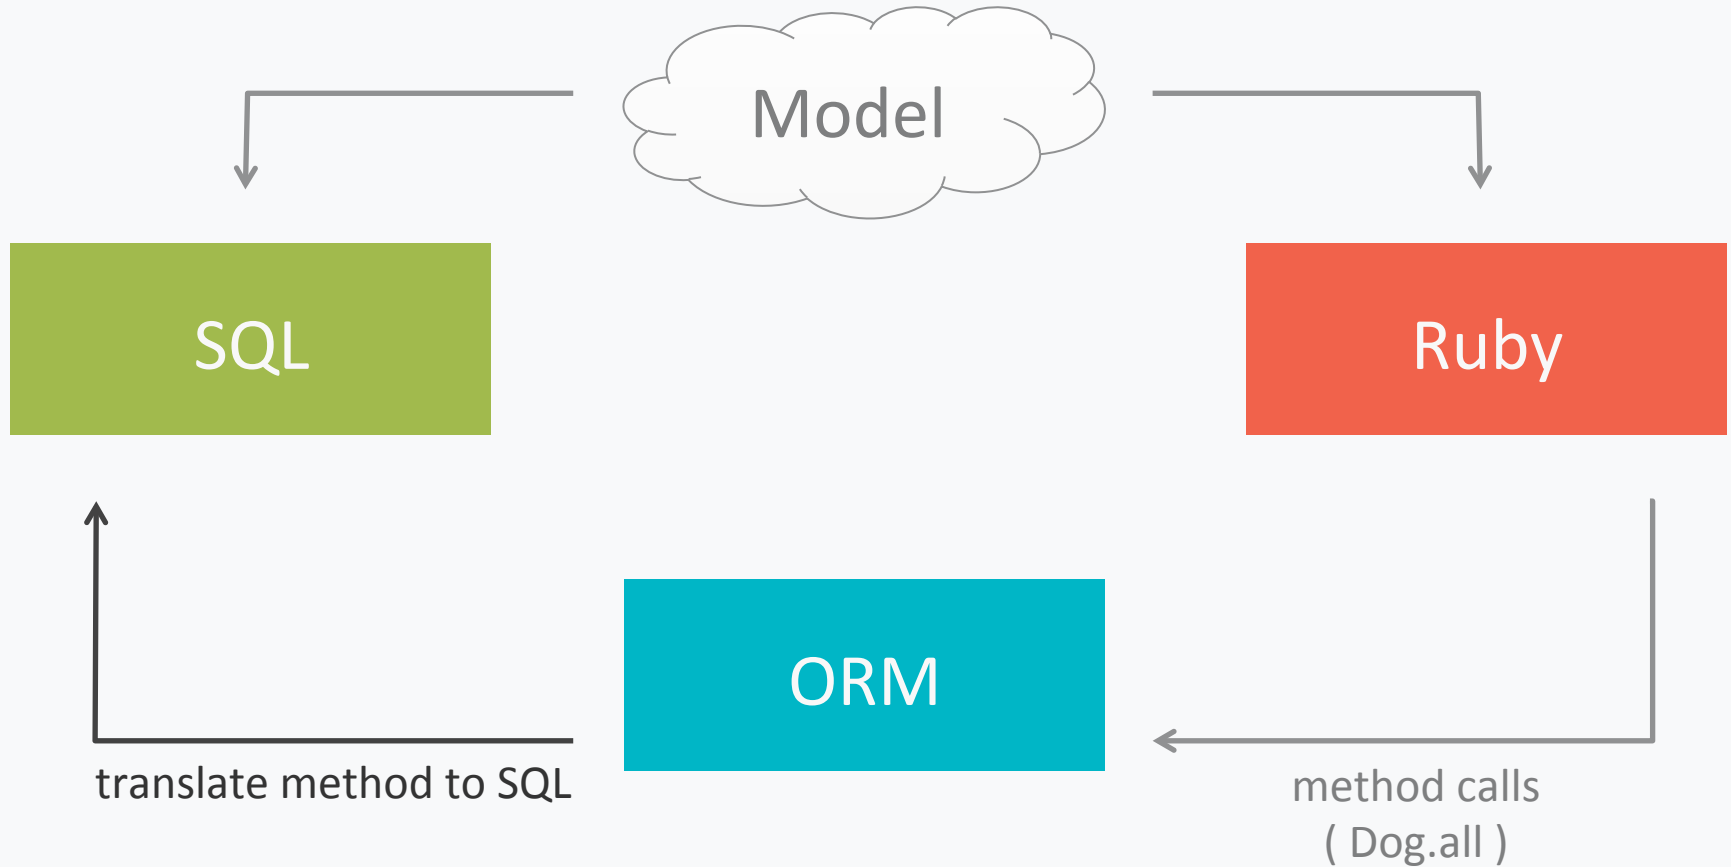 Model
SQL
Ruby
ORM
translate method to SQL
method calls
( Dog.all )